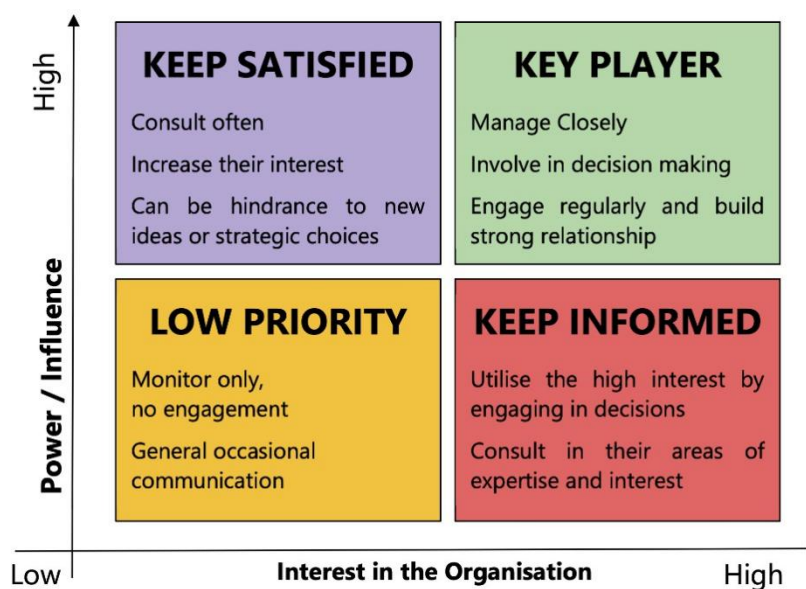 High
Power / Influence
KEEP SATISFIED
Consult often
Increase their interest
Can be hindrance to new
ideas or strategic choices
KEY PLAYER
Manage Closely
Involve in decision making
Engage regularly and build
strong relationship
LOW PRIORITY
Monitor only,
no engagement
General occasional
communication
KEEP INFORMED
Utilise the high interest by
engaging in decisions
Consult in their areas of
expertise and interest
Low
Interest in the Organisation
High